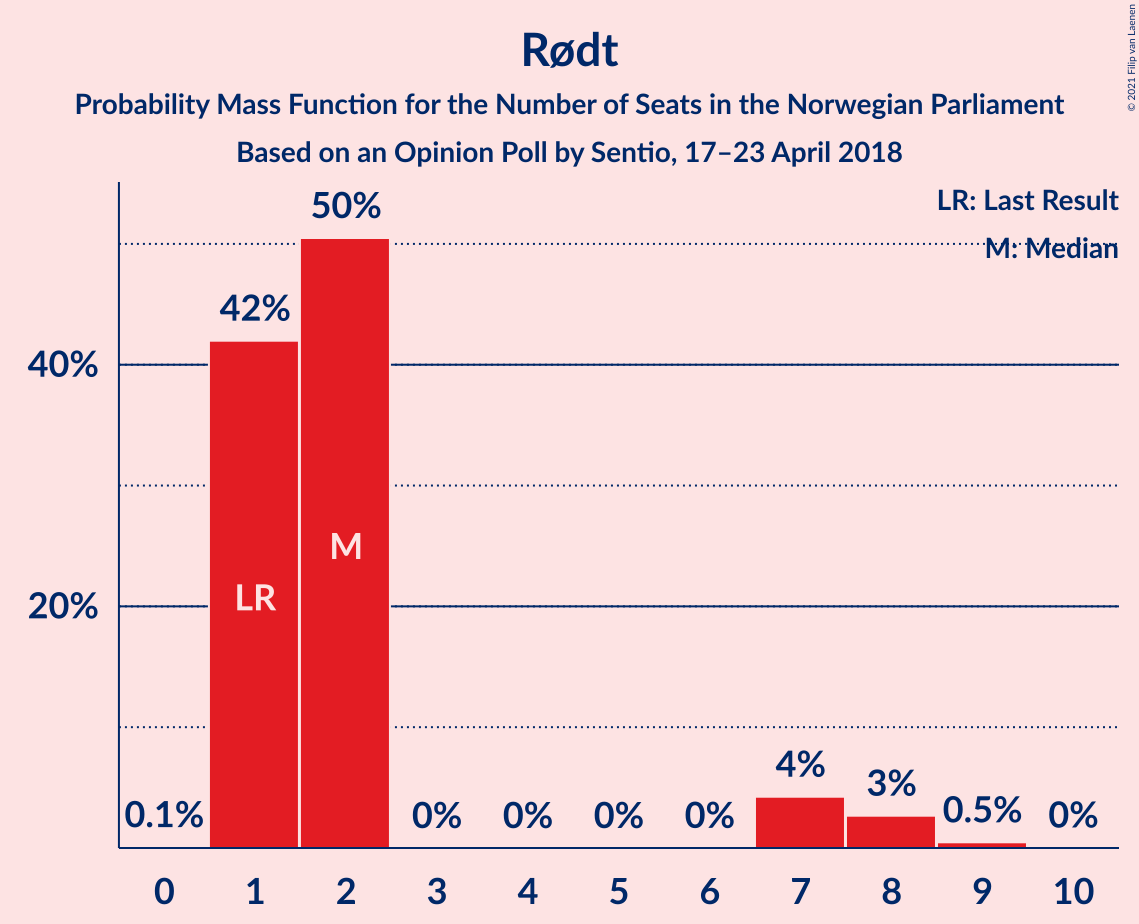 Rødt
Probability Mass Function for the Number of Seats in the Norwegian Parliament
Based on an Opinion Poll by Sentio, 17–23 April 2018
© 2021 Filip van Laenen
LR: Last Result
M: Median
50%
42%
40%
20%
M
LR
0.1%
0%
0%
0%
0%
4%
3%
0.5%
0%
0 1 2 3 4 5 6 7 8 9 10